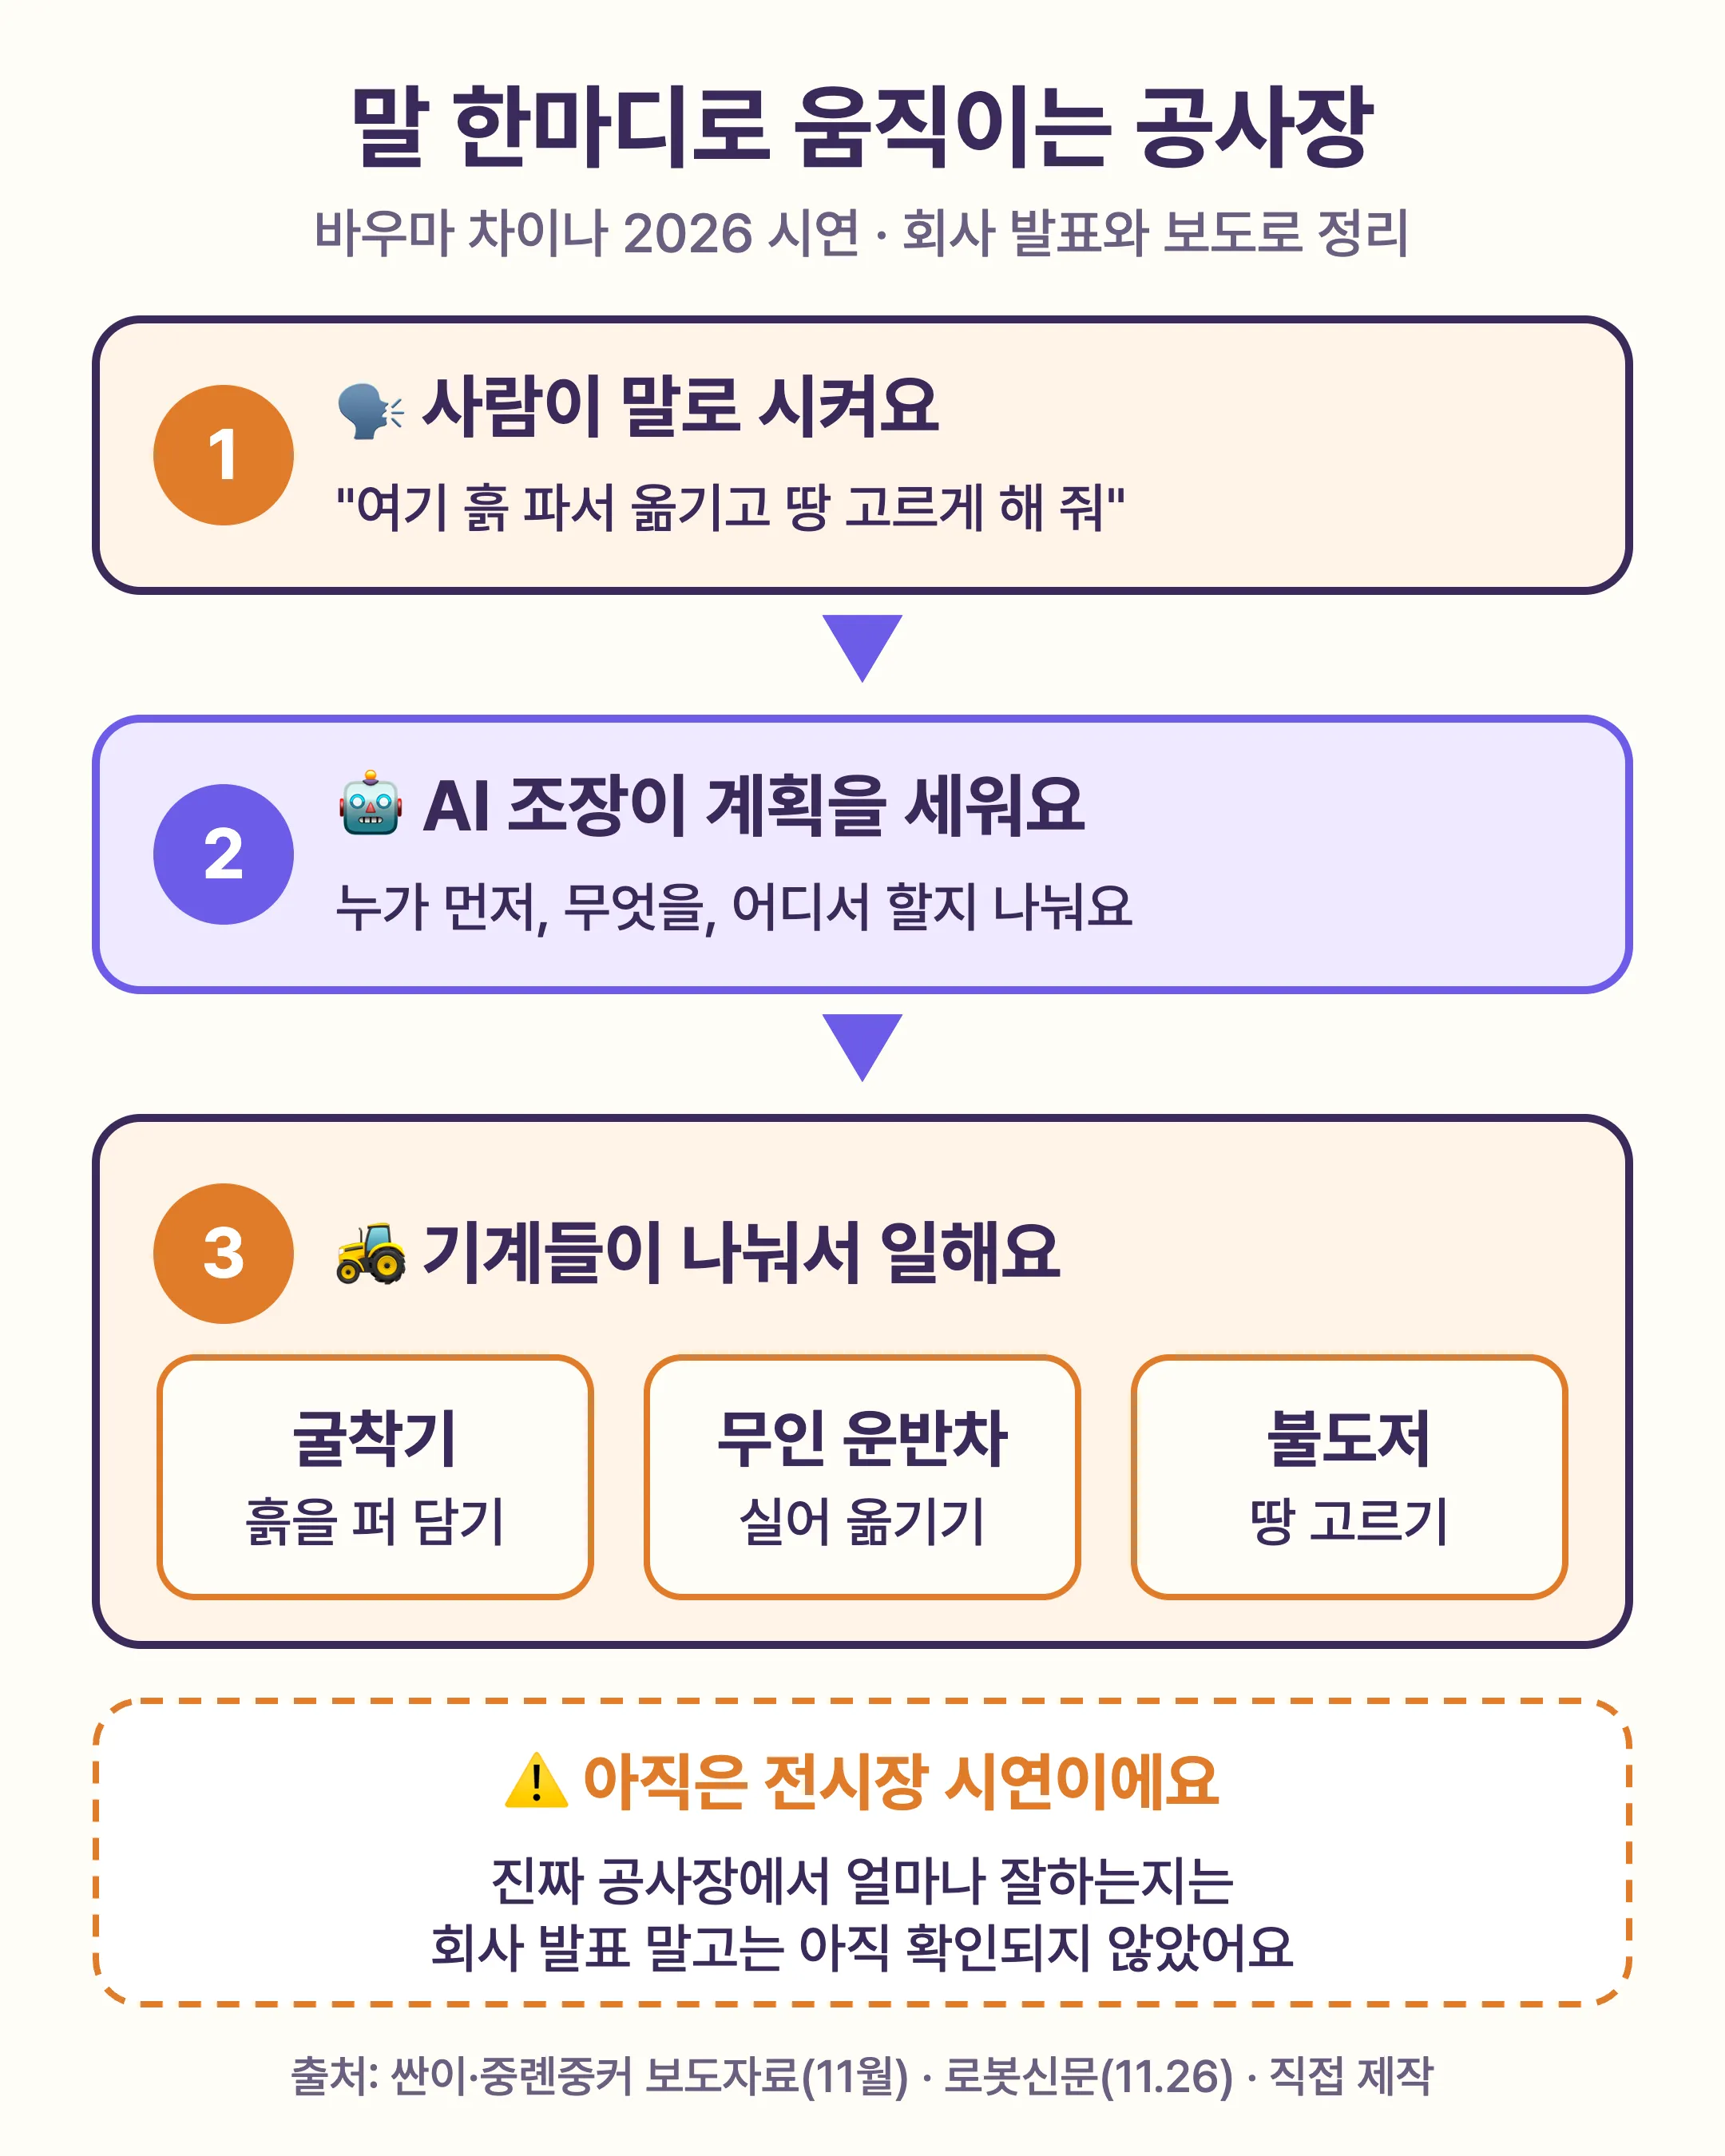 말 한마디로 움직이는 공사장
바우마 차이나 2026 시연 · 회사 발표와 보도로 정리
1
🗣️ 사람이 말로 시켜요
"여기 흙 파서 옮기고 땅 고르게 해 줘"
2
🤖 AI 조장이 계획을 세워요
누가 먼저, 무엇을, 어디서 할지 나눠요
3
🚜 기계들이 나눠서 일해요
굴착기
흙을 퍼 담기
무인 운반차
실어 옮기기
불도저
땅 고르기
⚠️ 아직은 전시장 시연이에요
진짜 공사장에서 얼마나 잘하는지는
회사 발표 말고는 아직 확인되지 않았어요
출처: 싼이·중롄중커 보도자료(11월) · 로봇신문(11.26) · 직접 제작